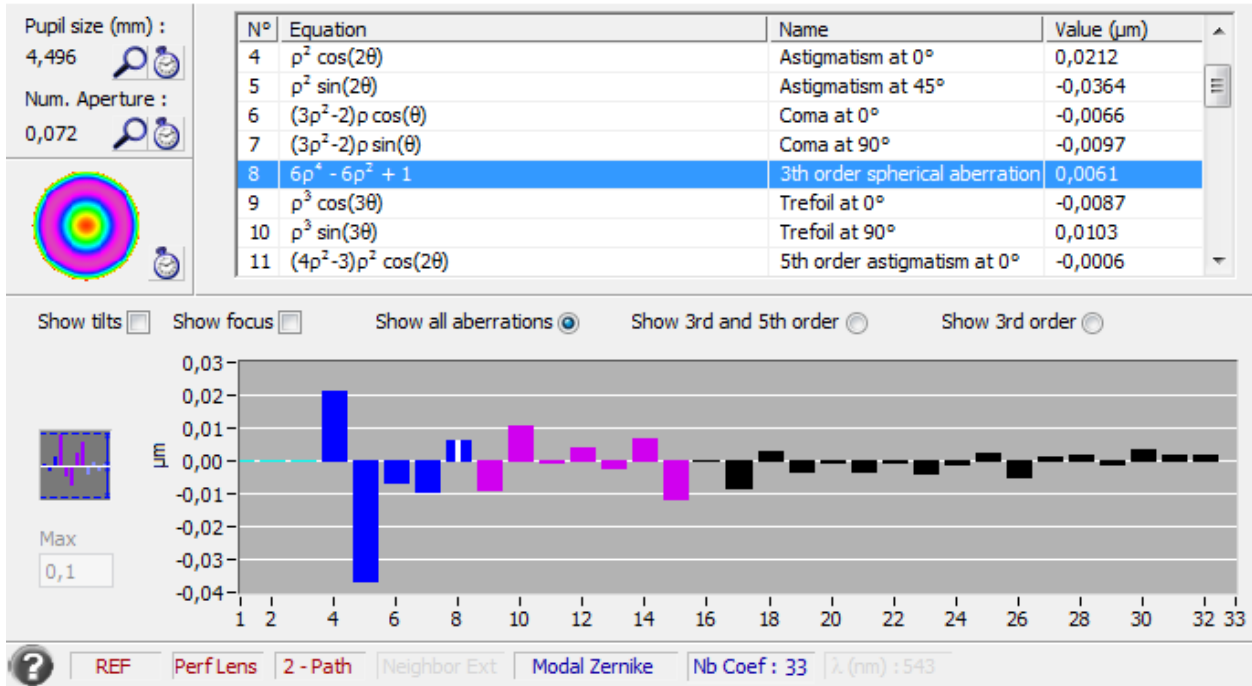 Pupil size (mm) :
4,496
Num. Aperture :
0,072
N° Equation Name Value (µm)
4 ρ² cos(2θ) Astigmatism at 0° 0,0212
5 ρ² sin(2θ) Astigmatism at 45° -0,0364
6 (3ρ²-2)ρ cos(θ) Coma at 0° -0,0066
7 (3ρ²-2)ρ sin(θ) Coma at 90° -0,0097
8 6ρ⁴ - 6ρ² + 1 3th order spherical aberration 0,0061
9 ρ³ cos(3θ) Trefoil at 0° -0,0087
10 ρ³ sin(3θ) Trefoil at 90° 0,0103
11 (4ρ²-3)ρ² cos(2θ) 5th order astigmatism at 0° -0,0006
Show tilts Show focus Show all aberrations Show 3rd and 5th order Show 3rd order
0,03
0,02
0,01
0,00
-0,01
-0,02
-0,03
-0,04
µm
Max
0,1
1 2 4 6 8 10 12 14 16 18 20 22 24 26 28 30 32 33
? REF Perf Lens 2 - Path Neighbor Ext Modal Zernike Nb Coef : 33 λ (nm) : 543